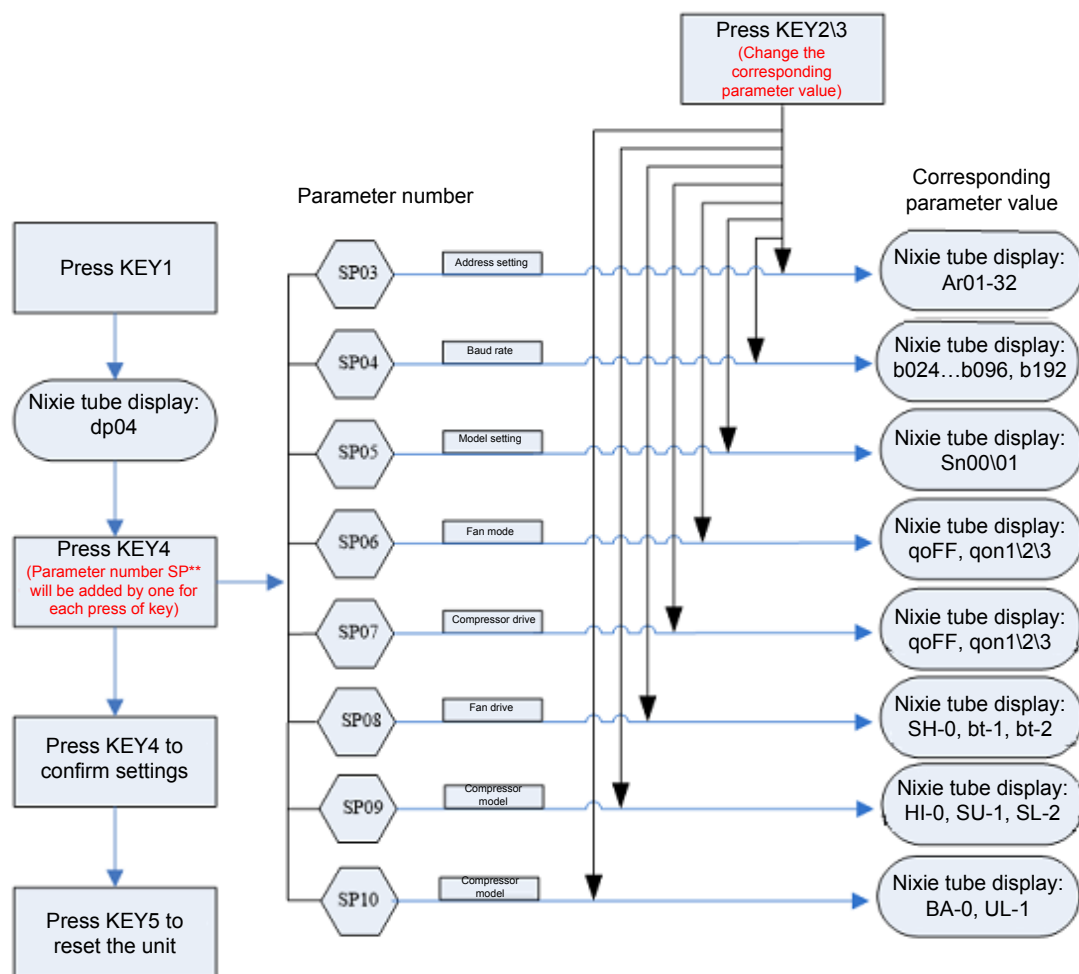 Press KEY2\3
(Change the
corresponding
parameter value)
Parameter number
Corresponding
parameter value
Press KEY1
Nixie tube display:
dp04
Press KEY4
(Parameter number SP**
will be added by one for
each press of key)
Press KEY4 to
confirm settings
Press KEY5 to
reset the unit
SP03
Address setting
Nixie tube display:
Ar01-32
SP04
Baud rate
Nixie tube display:
b024…b096, b192
SP05
Model setting
Nixie tube display:
Sn00\01
SP06
Fan mode
Nixie tube display:
qoFF, qon1\2\3
SP07
Compressor drive
Nixie tube display:
qoFF, qon1\2\3
SP08
Fan drive
Nixie tube display:
SH-0, bt-1, bt-2
SP09
Compressor
model
Nixie tube display:
HI-0, SU-1, SL-2
SP10
Compressor
model
Nixie tube display:
BA-0, UL-1